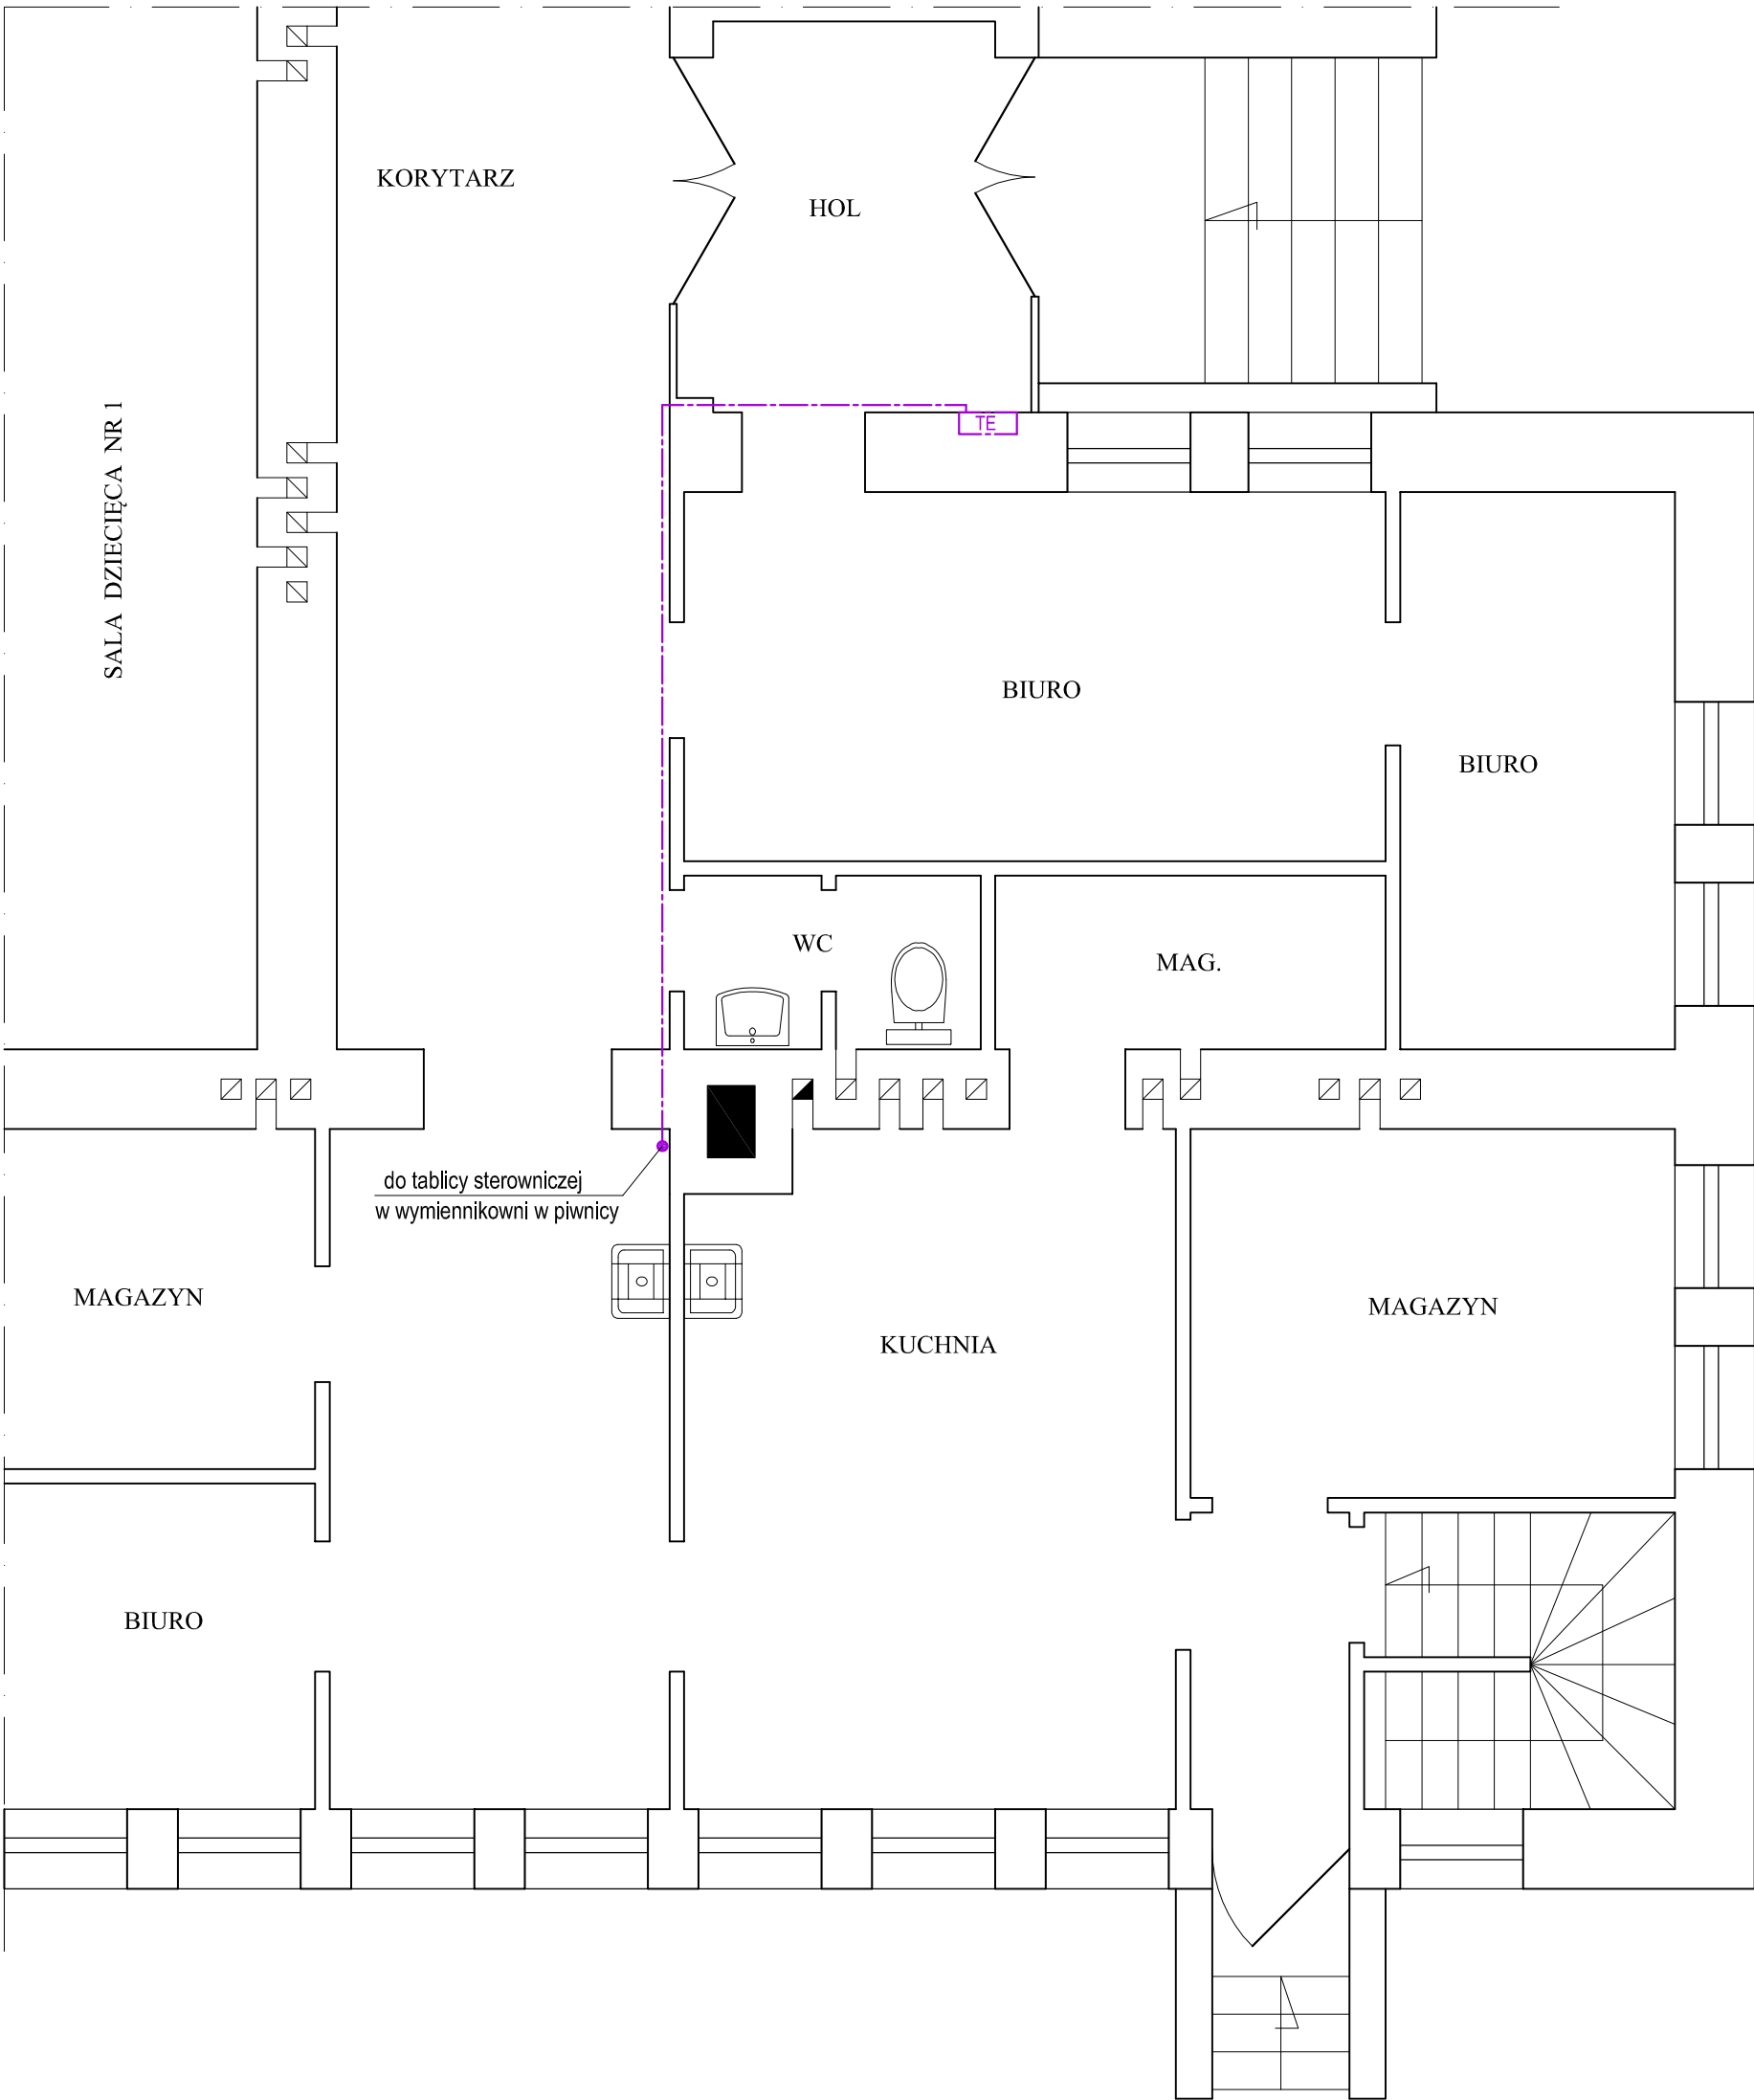 KORYTARZ
HOL
SALA DZIECIĘCA NR 1
TE
BIURO
BIURO
WC
MAG.
do tablicy sterowniczej
w wymiennikowni w piwnicy
MAGAZYN
MAGAZYN
KUCHNIA
BIURO